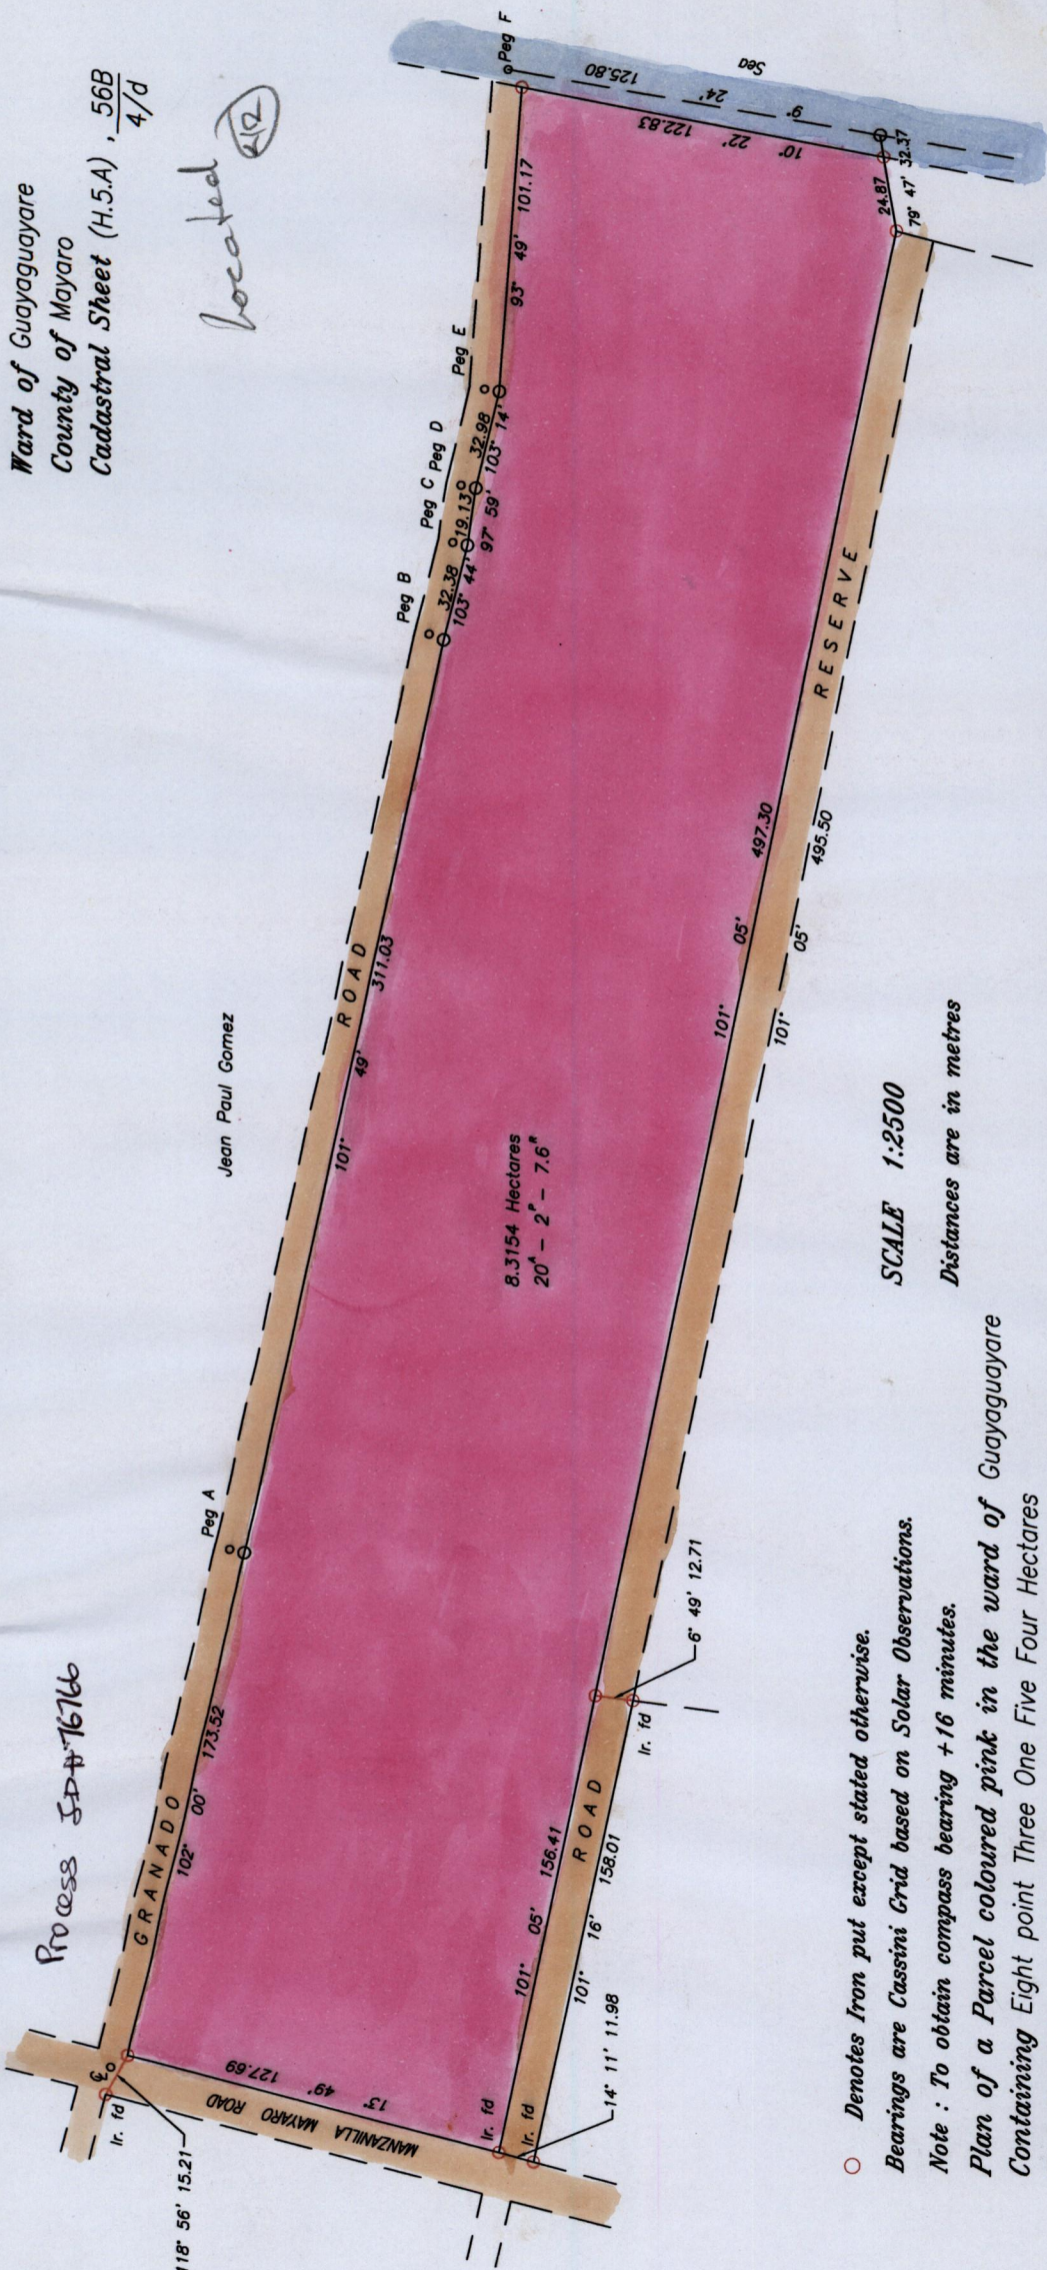 Ward of Guayaguayare
County of Mayaro
Cadastral Sheet (H.5.A) , 56B
4/d
Located
Process SD#76766
Jean Paul Gomez
118° 56' 15.21
Ir. fd
GRANADO ROAD
102° 00' 173.52
Peg A
101° 49' 311.03
Peg B
32.38
103° 44'
Peg C
19.13
97° 59'
Peg D
32.98
103° 14'
Peg E
93° 49' 101.17
Peg F
9° 24' 125.80
Sea
10° 22' 122.83
24.87
79° 47' 32.37
MANZANILLA MAYARO ROAD
13° 49' 127.69
8.3154 Hectares
20ᴬ – 2ᴾ – 7.6ᴿ
Ir. fd
Ir. fd
101° 05' 156.41
101° 05' 497.30
ROAD RESERVE
101° 16' 158.01
101° 05' 495.50
Ir. fd
14° 11' 11.98
6° 49' 12.71
Denotes Iron put except stated otherwise.
Bearings are Cassini Grid based on Solar Observations.
Note : To obtain compass bearing +16 minutes.
SCALE 1:2500
Distances are in metres
Plan of a Parcel coloured pink in the ward of Guayaguayare
Containing Eight point Three One Five Four Hectares